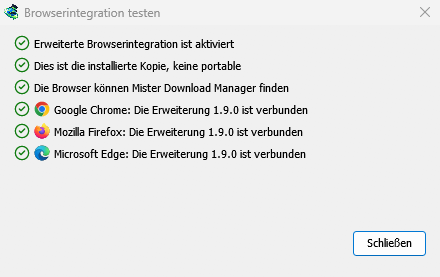 Browserintegration testen
Erweiterte Browserintegration ist aktiviert
Dies ist die installierte Kopie, keine portable
Die Browser können Mister Download Manager finden
Google Chrome: Die Erweiterung 1.9.0 ist verbunden
Mozilla Firefox: Die Erweiterung 1.9.0 ist verbunden
Microsoft Edge: Die Erweiterung 1.9.0 ist verbunden
Schließen